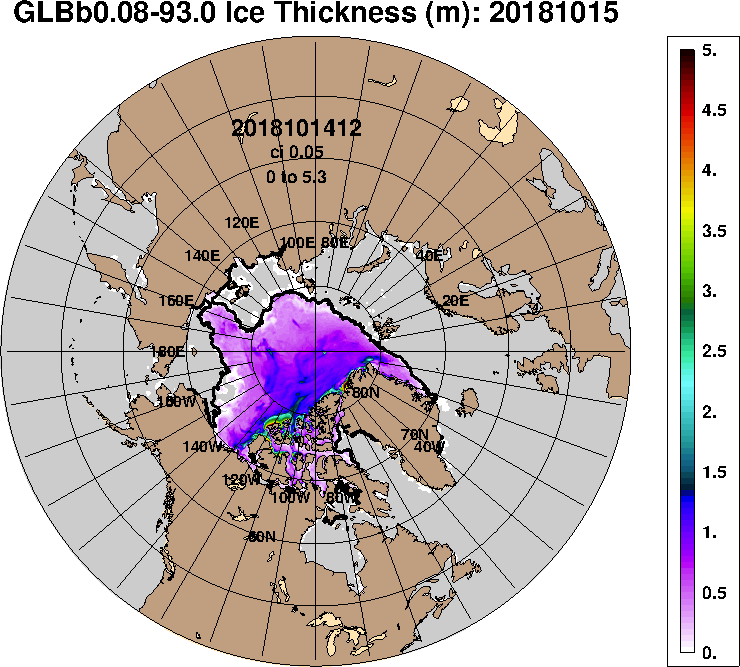 GLBb0.08-93.0 Ice Thickness (m): 20181015
2018101412
ci 0.05
0 to 5.3
120E
100E 80E
140E
40E
160E
20E
180E
160W
80N
140W
70N
40W
120W
100W
80W
60N
5.
4.5
4.
3.5
3.
2.5
2.
1.5
1.
0.5
0.